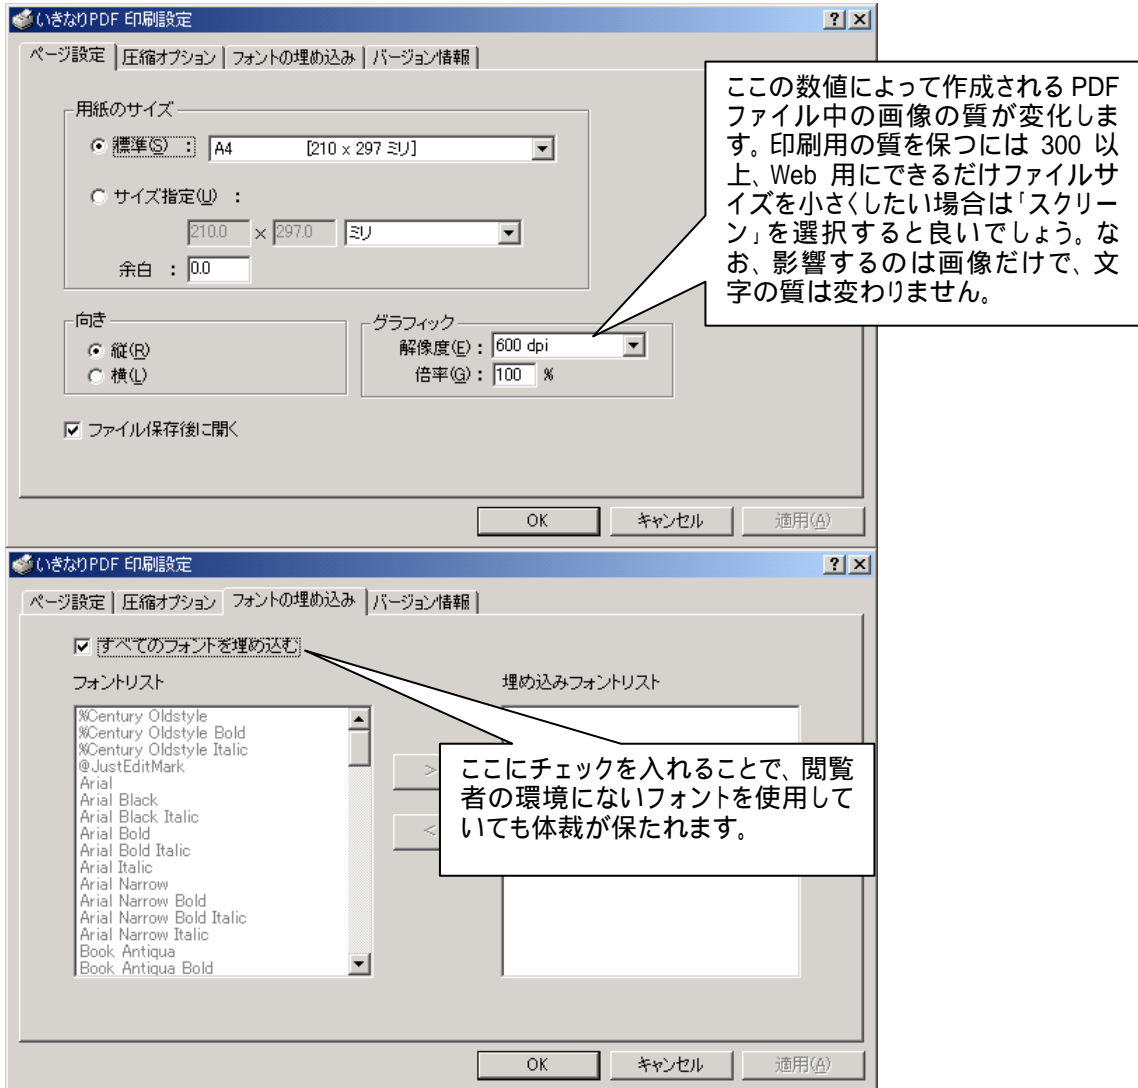 いきなりPDF 印刷設定
ページ設定 圧縮オプション フォントの埋め込み バージョン情報
用紙のサイズ
標準(S) : A4 [210 x 297 ミリ]
サイズ指定(U) :
210.0 × 297.0 ミリ
余白 : 0.0
向き
縦(R)
横(L)
グラフィック
解像度(E) : 600 dpi
倍率(G) : 100 %
ファイル保存後に開く
OK キャンセル 適用(A)
ここの数値によって作成される PDF
ファイル中の画像の質が変化しま
す。印刷用の質を保つには 300 以
上、Web 用にできるだけファイルサ
イズを小さくしたい場合は「スクリー
ン」を選択すると良いでしょう。な
お、影響するのは画像だけで、文
字の質は変わりません。
いきなりPDF 印刷設定
ページ設定 圧縮オプション フォントの埋め込み バージョン情報
すべてのフォントを埋め込む
フォントリスト
%Century Oldstyle
%Century Oldstyle Bold
%Century Oldstyle Italic
@JustEditMark
Arial
Arial Black
Arial Black Italic
Arial Bold
Arial Bold Italic
Arial Italic
Arial Narrow
Arial Narrow Bold
Arial Narrow Bold Italic
Arial Narrow Italic
Book Antiqua
Book Antiqua Bold
>
<
埋め込みフォントリスト
ここにチェックを入れることで、閲覧
者の環境にないフォントを使用して
いても体裁が保たれます。
OK キャンセル 適用(A)